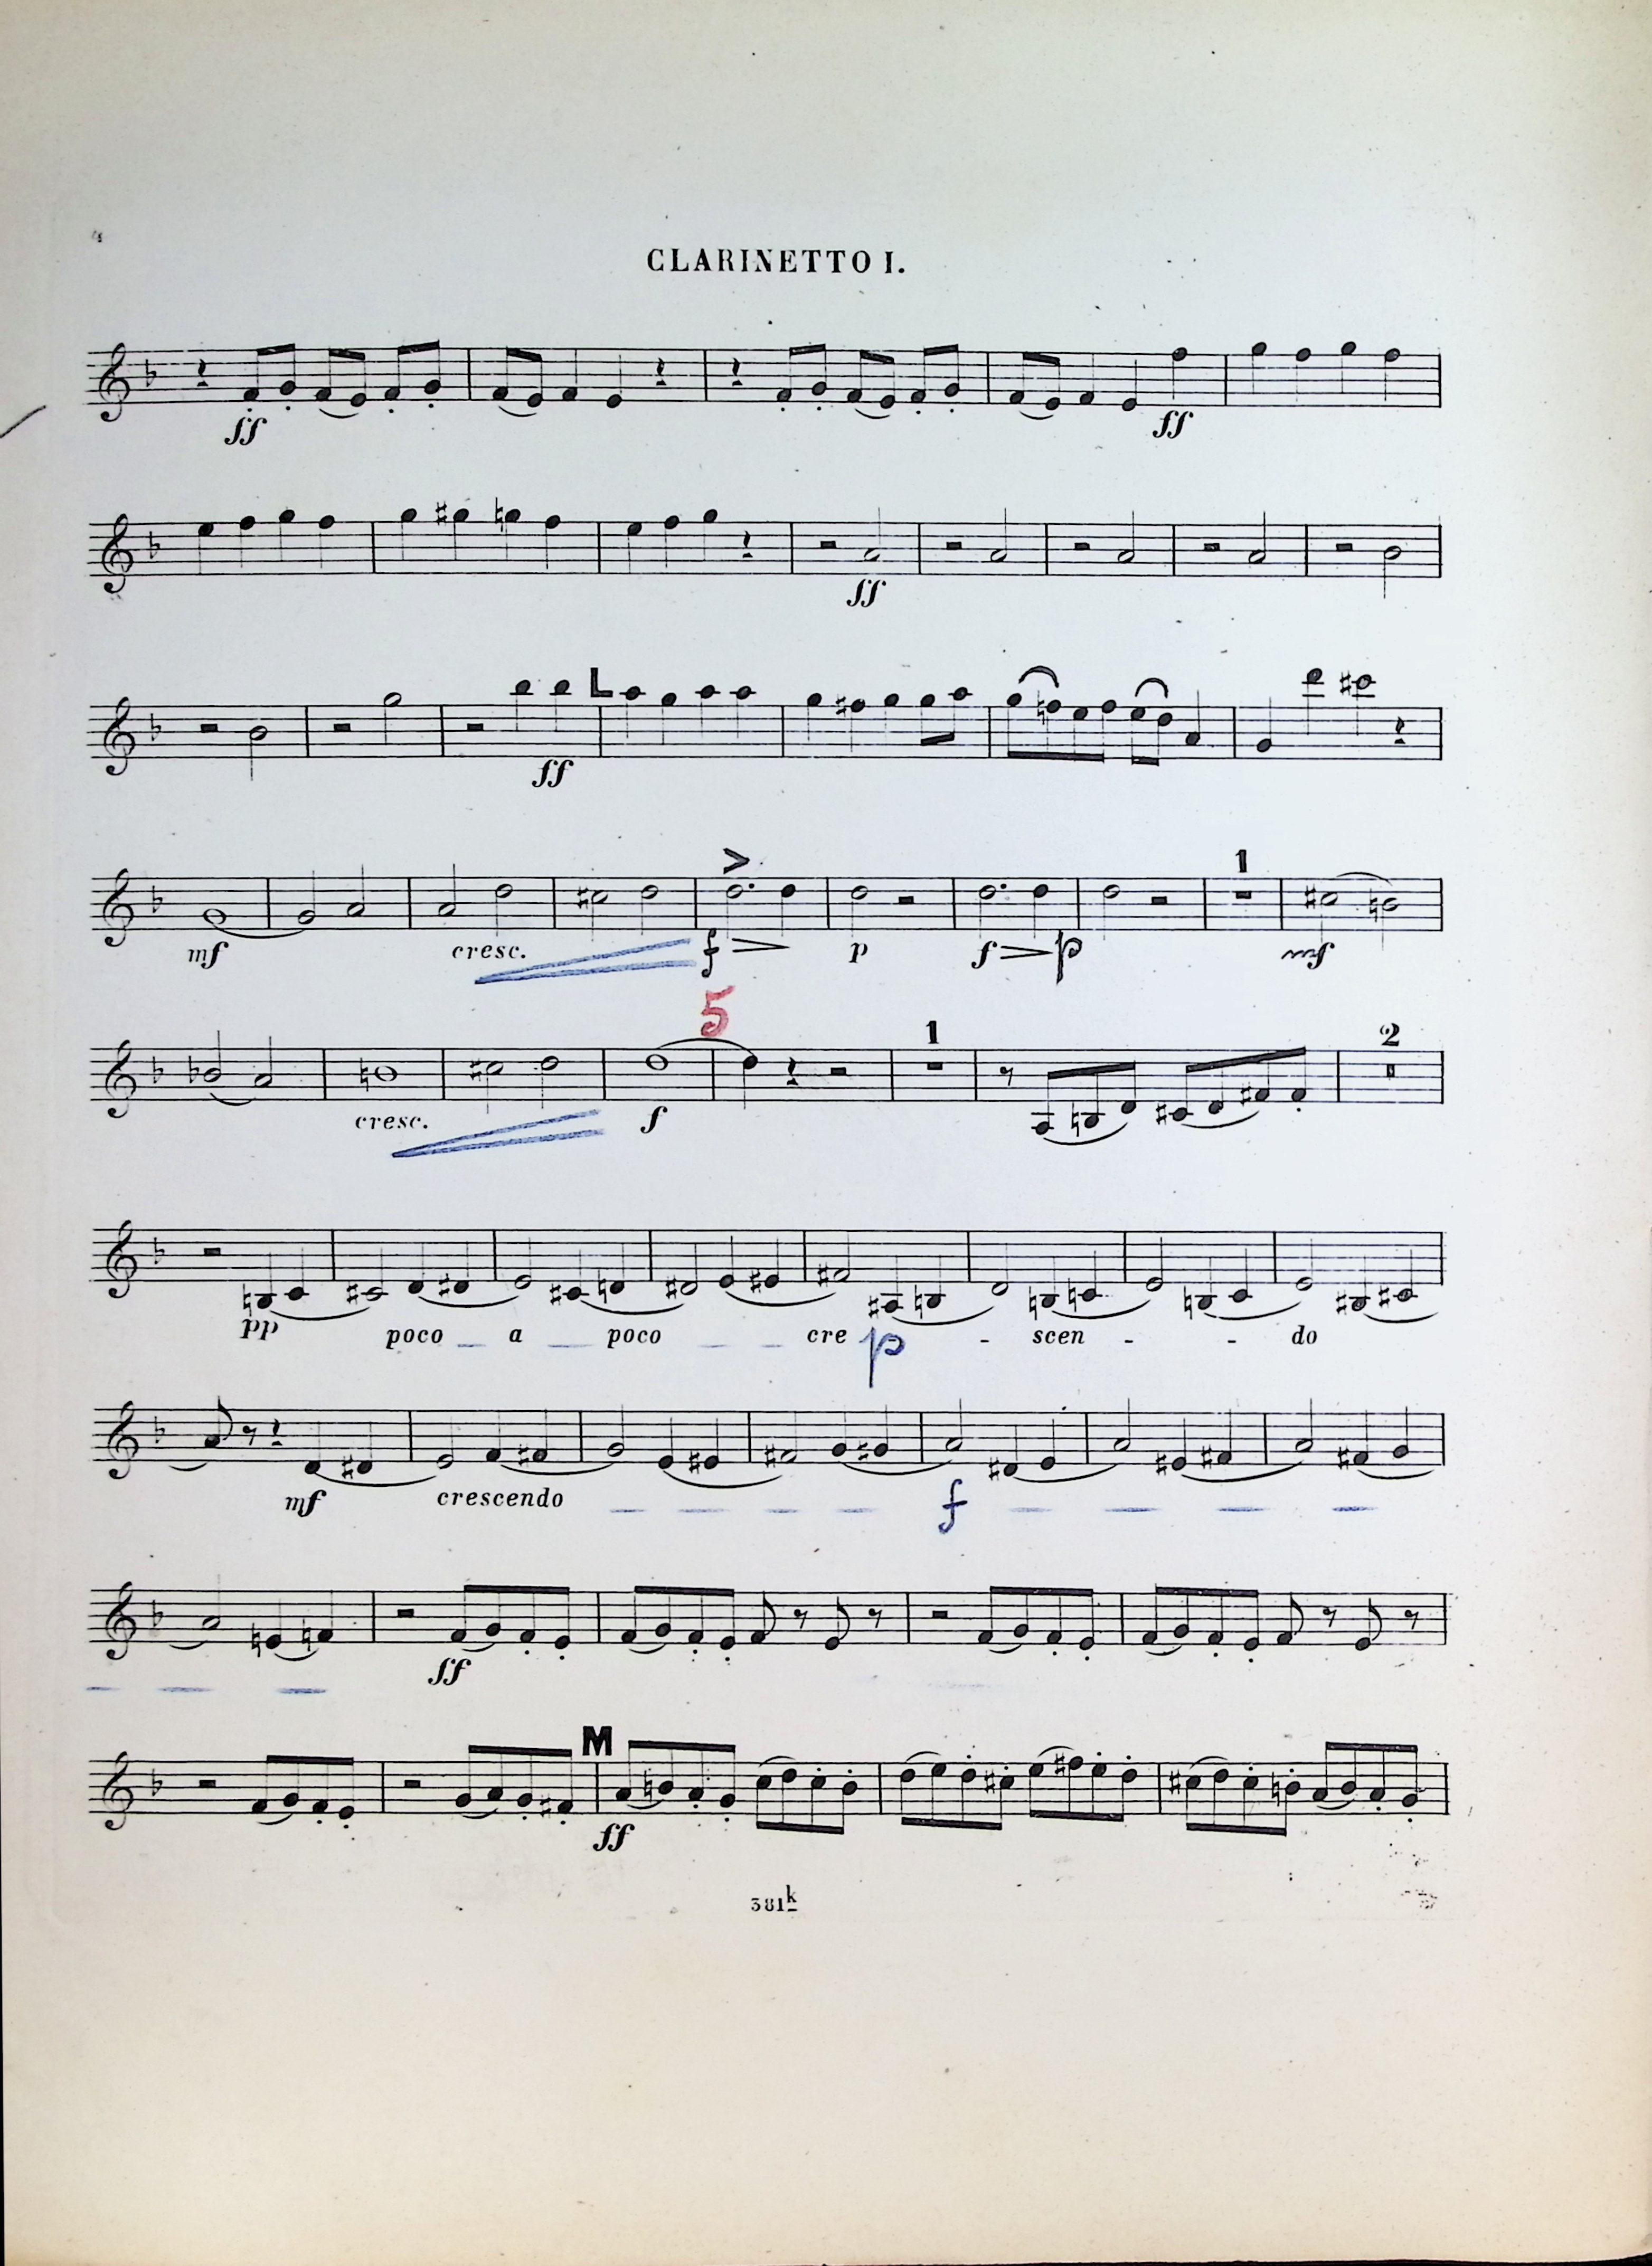 4
CLARINETTO I.
ff ff
ff
L
ff
> 1
mf cresc. f p f p mf
5 1 2
cresc. f
pp poco a poco cre p - scen - - do
mf crescendo f
ff
M
ff
381k